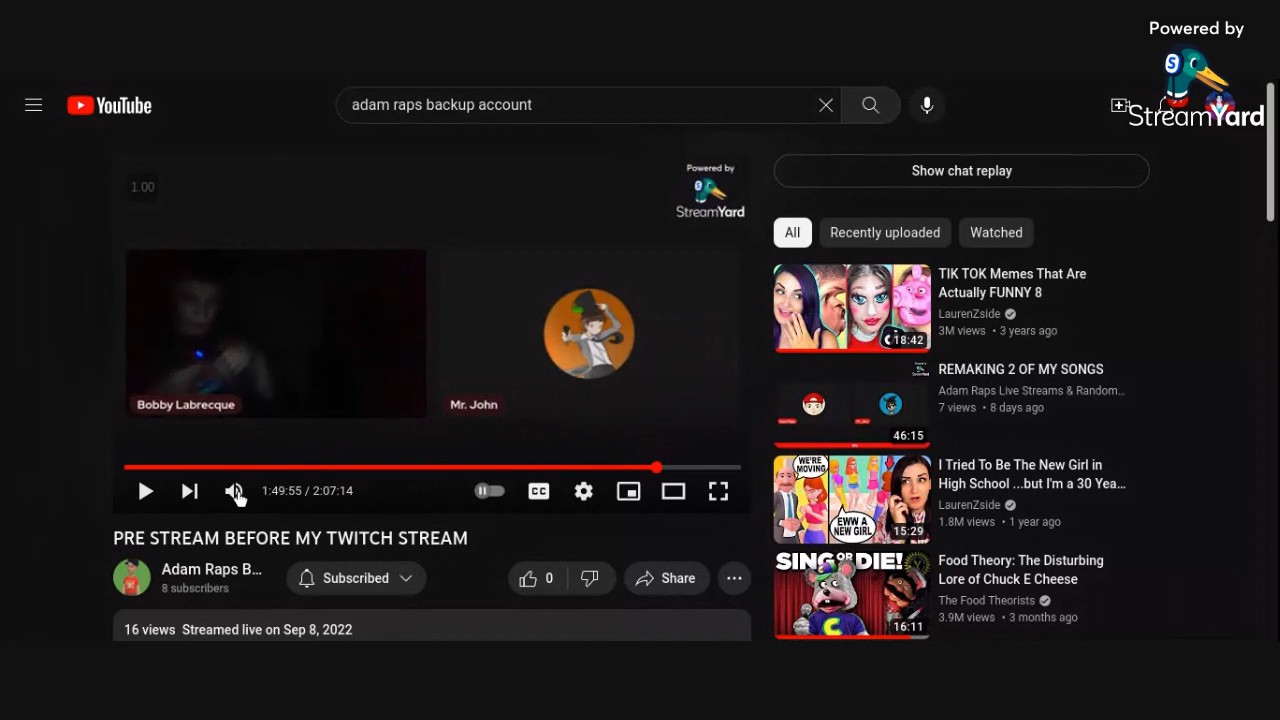 Powered by
StreamYard
YouTube
adam raps backup account
1.00
Powered by
StreamYard
Bobby Labrecque
Mr. John
1:49:55 / 2:07:14
CC
PRE STREAM BEFORE MY TWITCH STREAM
Adam Raps B...
8 subscribers
Subscribed
0
Share
16 views Streamed live on Sep 8, 2022
Show chat replay
All
Recently uploaded
Watched
18:42
TIK TOK Memes That Are
Actually FUNNY 8
LaurenZside
3M views • 3 years ago
46:15
REMAKING 2 OF MY SONGS
Adam Raps Live Streams & Random...
7 views • 8 days ago
WE'RE
MOVING
EWW A
NEW GIRL
15:29
I Tried To Be The New Girl in
High School ...but I'm a 30 Yea...
LaurenZside
1.8M views • 1 year ago
SING OR DIE!
16:11
Food Theory: The Disturbing
Lore of Chuck E Cheese
The Food Theorists
3.9M views • 3 months ago